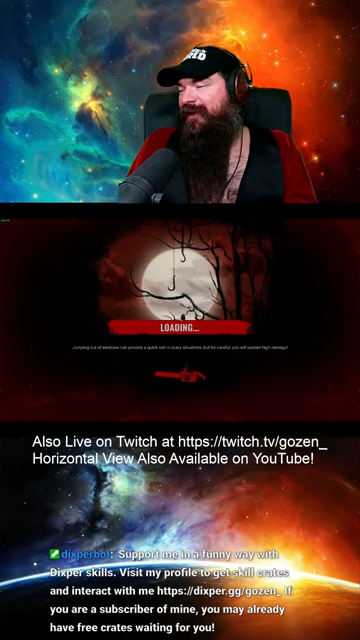 LOADING...
Jumping out of windows can provide a quick exit in scary situations, but be careful, you will sustain high damage!
Also Live on Twitch at https://twitch.tv/gozen_
Horizontal View Also Available on YouTube!
dixperbot: Support me in a funny way with
Dixper skills. Visit my profile to get skill crates
and interact with me https://dixper.gg/gozen_ If
you are a subscriber of mine, you may already
have free crates waiting for you!